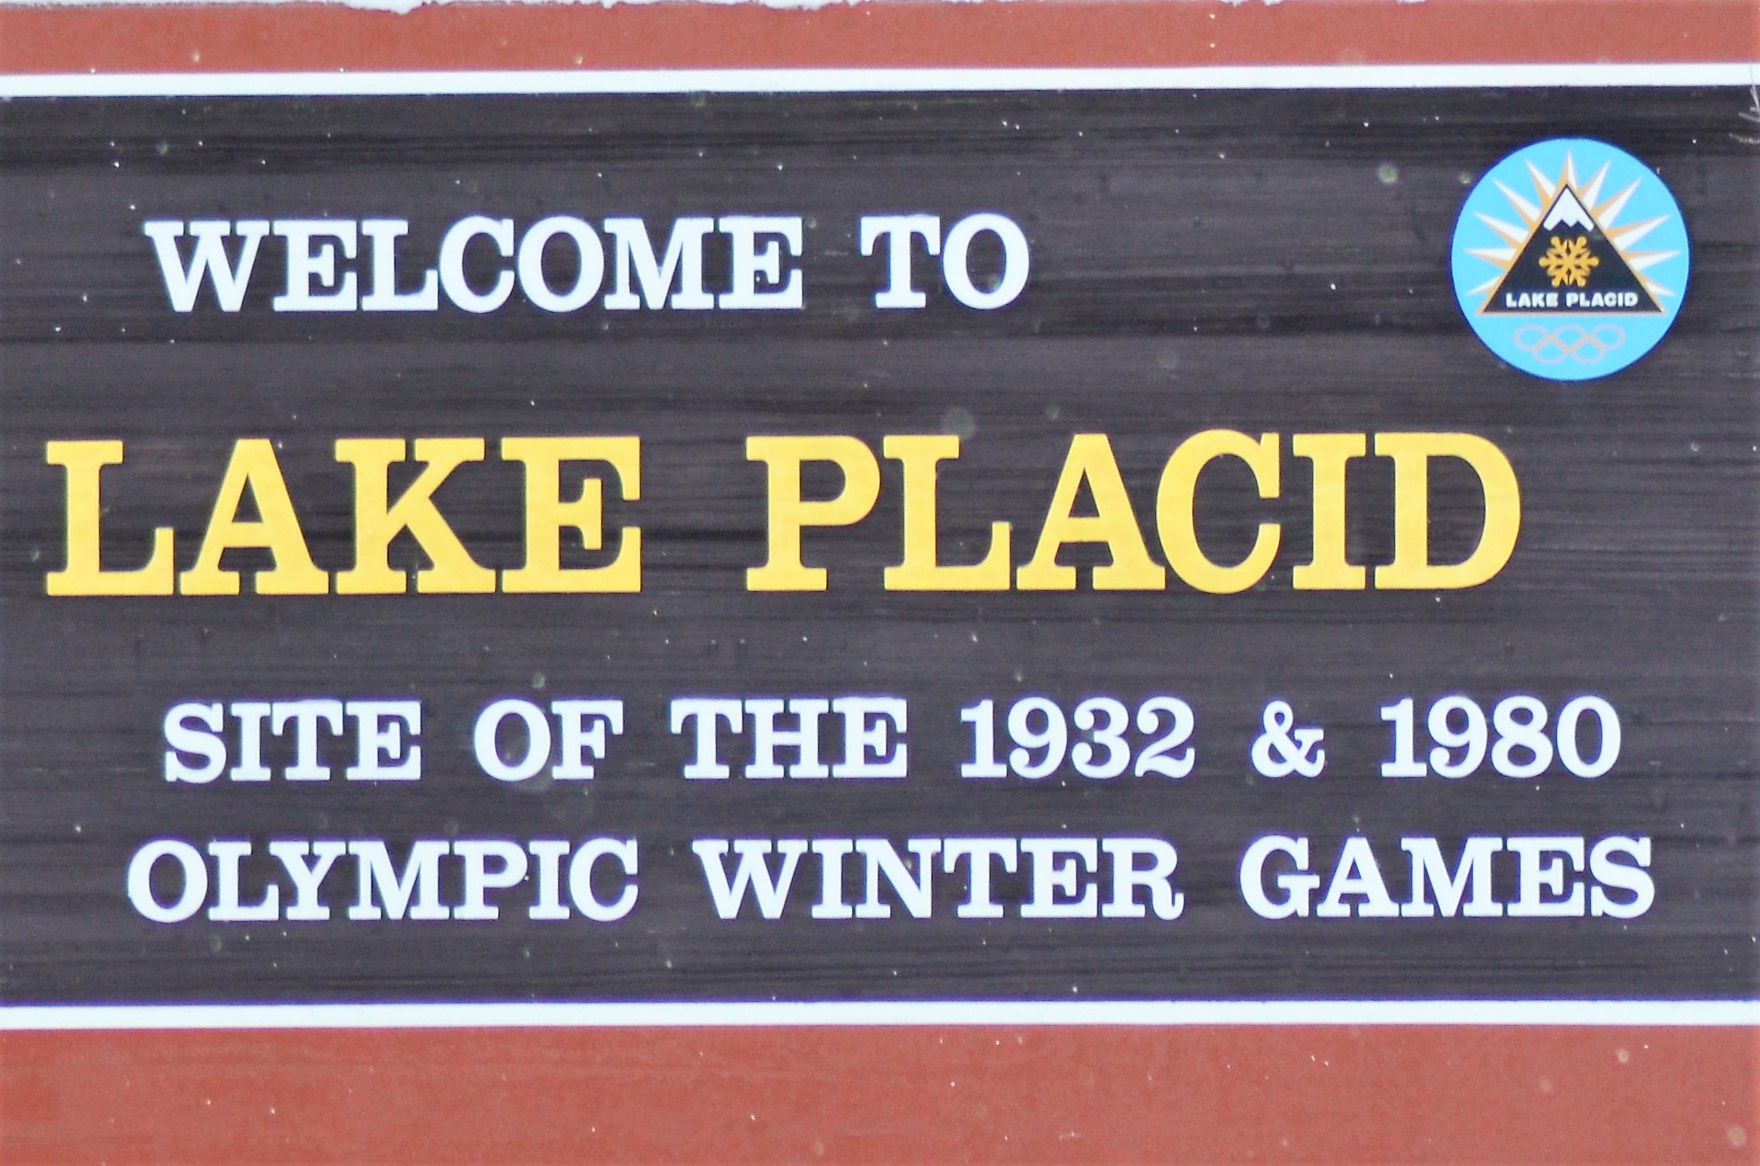 WELCOME TO
LAKE PLACID
LAKE PLACID
SITE OF THE 1932 & 1980
OLYMPIC WINTER GAMES